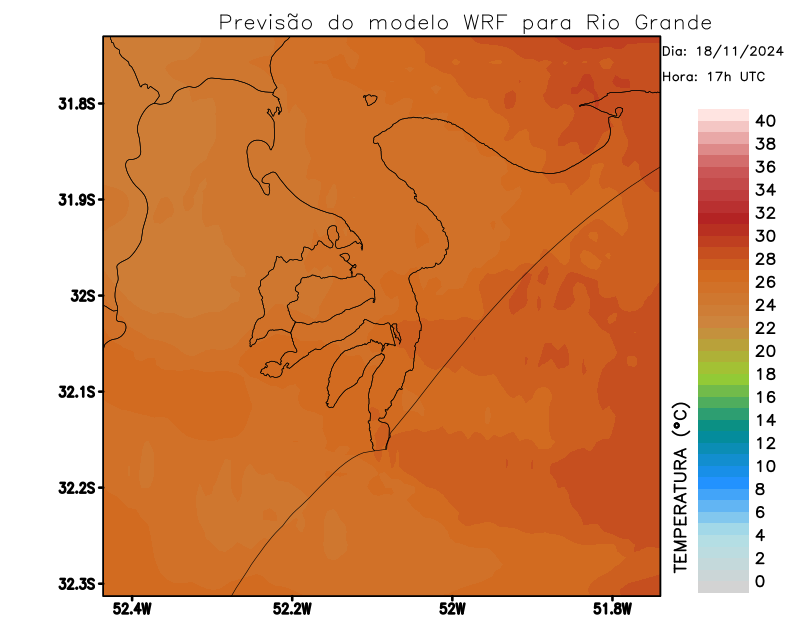 Previsão do modelo WRF para Rio Grande
Dia: 18/11/2024
Hora: 17h UTC
31.8S
31.9S
32S
32.1S
32.2S
32.3S
52.4W
52.2W
52W
51.8W
TEMPERATURA (°C)
40
38
36
34
32
30
28
26
24
22
20
18
16
14
12
10
8
6
4
2
0